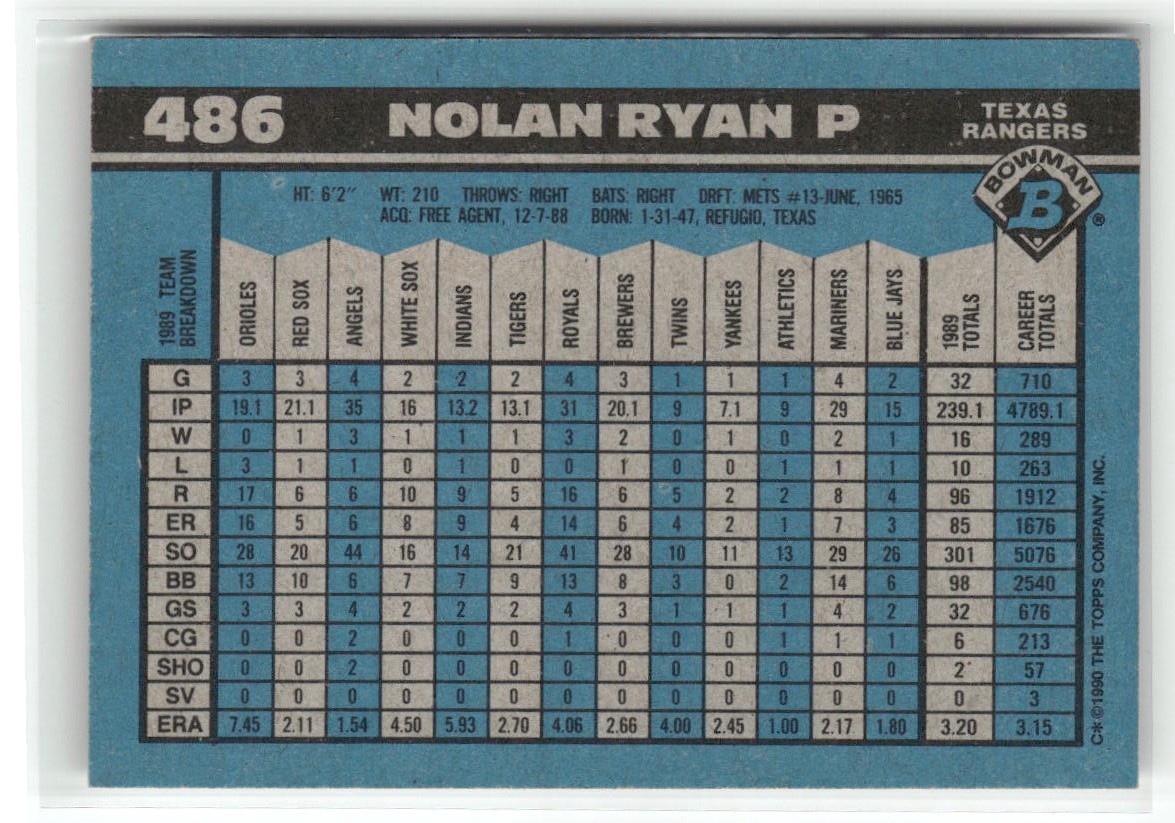 486 NOLAN RYAN P TEXAS RANGERS
BOWMAN
B
®
HT: 6'2" WT: 210 THROWS: RIGHT BATS: RIGHT DRFT: METS #13-JUNE, 1965
ACQ: FREE AGENT, 12-7-88 BORN: 1-31-47, REFUGIO, TEXAS
1989 TEAM BREAKDOWN ORIOLES RED SOX ANGELS WHITE SOX INDIANS TIGERS ROYALS BREWERS TWINS YANKEES ATHLETICS MARINERS BLUE JAYS 1989 TOTALS CAREER TOTALS
G 3 3 4 2 2 2 4 3 1 1 1 4 2 32 710
IP 19.1 21.1 35 16 13.2 13.1 31 20.1 9 7.1 9 29 15 239.1 4789.1
W 0 1 3 1 1 1 3 2 0 1 0 2 1 16 289
L 3 1 1 0 1 0 0 1 0 0 1 1 1 10 263
R 17 6 6 10 9 5 16 6 5 2 2 8 4 96 1912
ER 16 5 6 8 9 4 14 6 4 2 1 7 3 85 1676
SO 28 20 44 16 14 21 41 28 10 11 13 29 26 301 5076
BB 13 10 6 7 7 9 13 8 3 0 2 14 6 98 2540
GS 3 3 4 2 2 2 4 3 1 1 1 4 2 32 676
CG 0 0 2 0 0 0 1 0 0 0 1 1 1 6 213
SHO 0 0 2 0 0 0 0 0 0 0 0 0 0 2 57
SV 0 0 0 0 0 0 0 0 0 0 0 0 0 0 3
ERA 7.45 2.11 1.54 4.50 5.93 2.70 4.06 2.66 4.00 2.45 1.00 2.17 1.80 3.20 3.15
C*©1990 THE TOPPS COMPANY, INC.